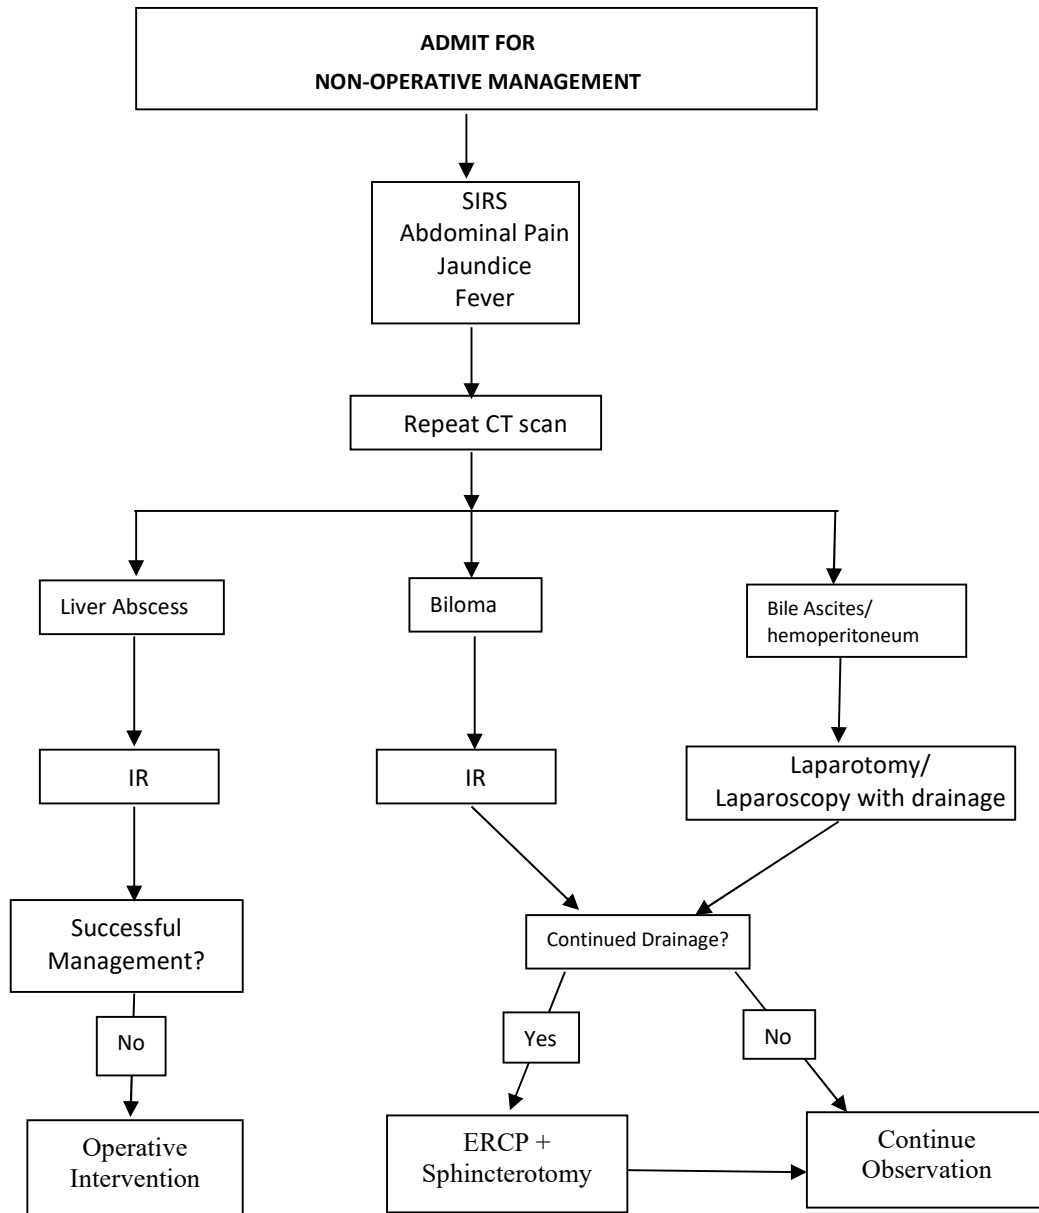 ADMIT FOR
NON-OPERATIVE MANAGEMENT
SIRS
Abdominal Pain
Jaundice
Fever
Repeat CT scan
Liver Abscess
Biloma
Bile Ascites/
hemoperitoneum
IR
IR
Laparotomy/
Laparoscopy with drainage
Successful
Management?
Continued Drainage?
No
Yes
No
Operative
Intervention
ERCP +
Sphincterotomy
Continue
Observation